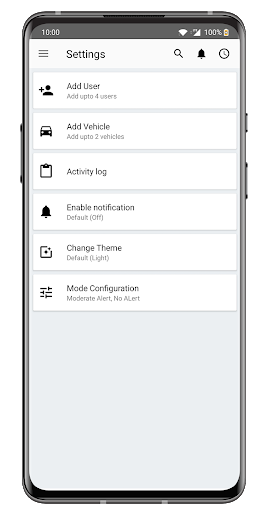 10:00
100%
Settings
Add User
Add upto 4 users
Add Vehicle
Add upto 2 vehicles
Activity log
Enable notification
Default (Off)
Change Theme
Default (Light)
Mode Configuration
Moderate Alert, No ALert